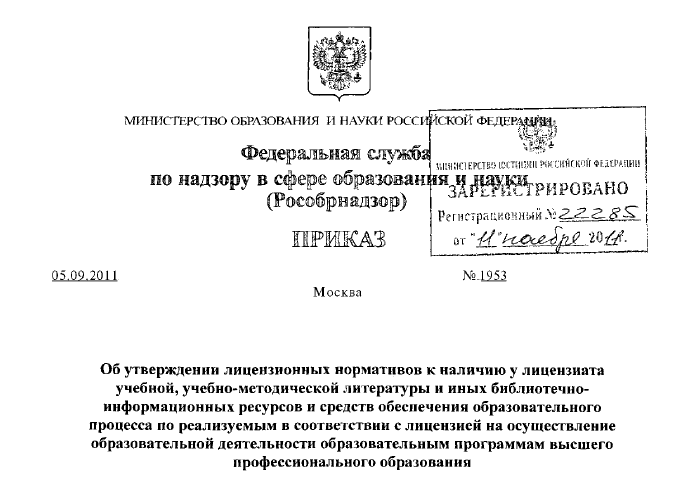 МИНИСТЕРСТВО ОБРАЗОВАНИЯ И НАУКИ РОССИЙСКОЙ ФЕДЕРАЦИИ
Федеральная служба
по надзору в сфере образования и науки
(Рособрнадзор)
ПРИКАЗ
МИНИСТЕРСТВО ЮСТИЦИИ РОССИЙСКОЙ ФЕДЕРАЦИИ
ЗАРЕГИСТРИРОВАНО
Регистрационный № 22285
от "11" ноября 2011.
05.09.2011
№ 1953
Москва
Об утверждении лицензионных нормативов к наличию у лицензиата
учебной, учебно-методической литературы и иных библиотечно-
информационных ресурсов и средств обеспечения образовательного
процесса по реализуемым в соответствии с лицензией на осуществление
образовательной деятельности образовательным программам высшего
профессионального образования